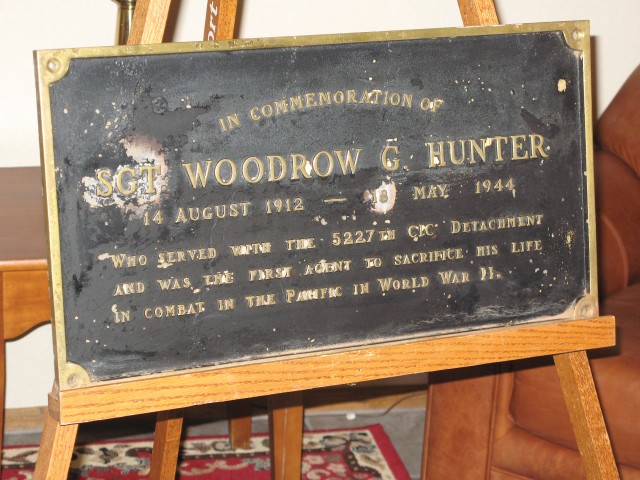 IN COMMEMORATION OF
SGT WOODROW G. HUNTER
14 AUGUST 1912 — 18 MAY 1944
WHO SERVED WITH THE 5227TH CIC DETACHMENT
AND WAS THE FIRST AGENT TO SACRIFICE HIS LIFE
IN COMBAT IN THE PACIFIC IN WORLD WAR II.